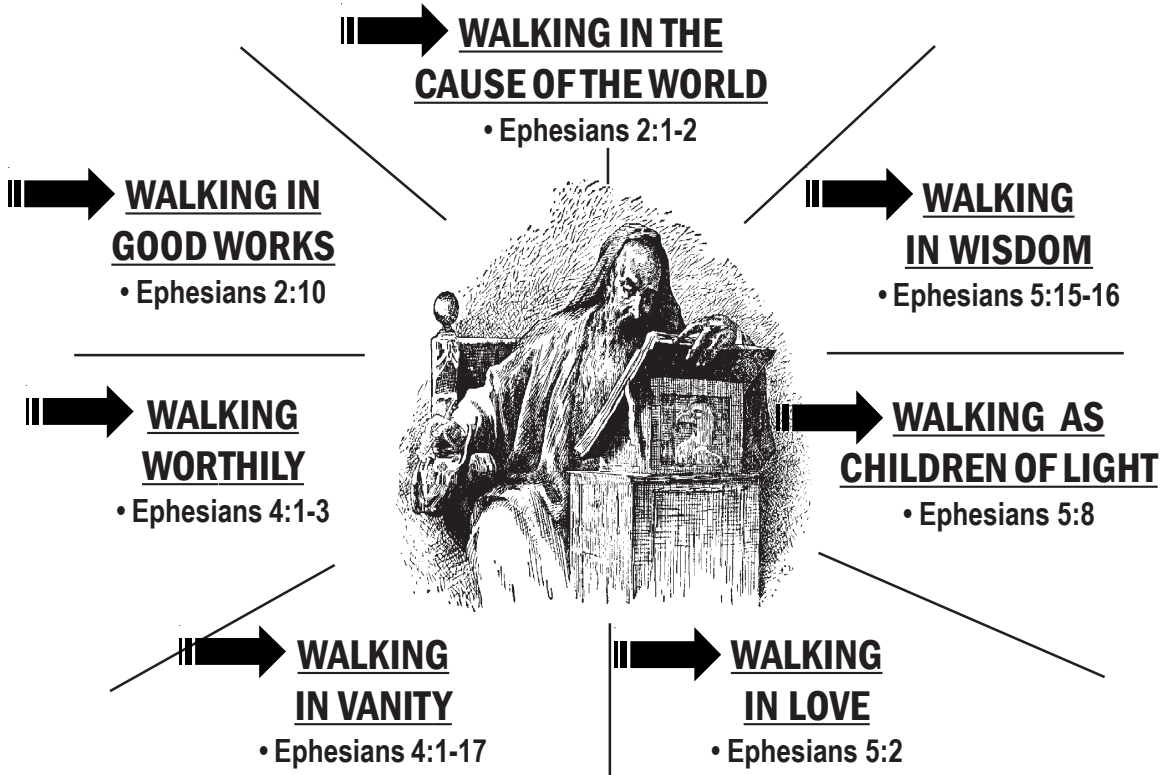 WALKING IN THE
CAUSE OF THE WORLD
• Ephesians 2:1-2
WALKING IN
GOOD WORKS
• Ephesians 2:10
WALKING
IN WISDOM
• Ephesians 5:15-16
WALKING
WORTHILY
• Ephesians 4:1-3
WALKING AS
CHILDREN OF LIGHT
• Ephesians 5:8
WALKING
IN VANITY
• Ephesians 4:1-17
WALKING
IN LOVE
• Ephesians 5:2